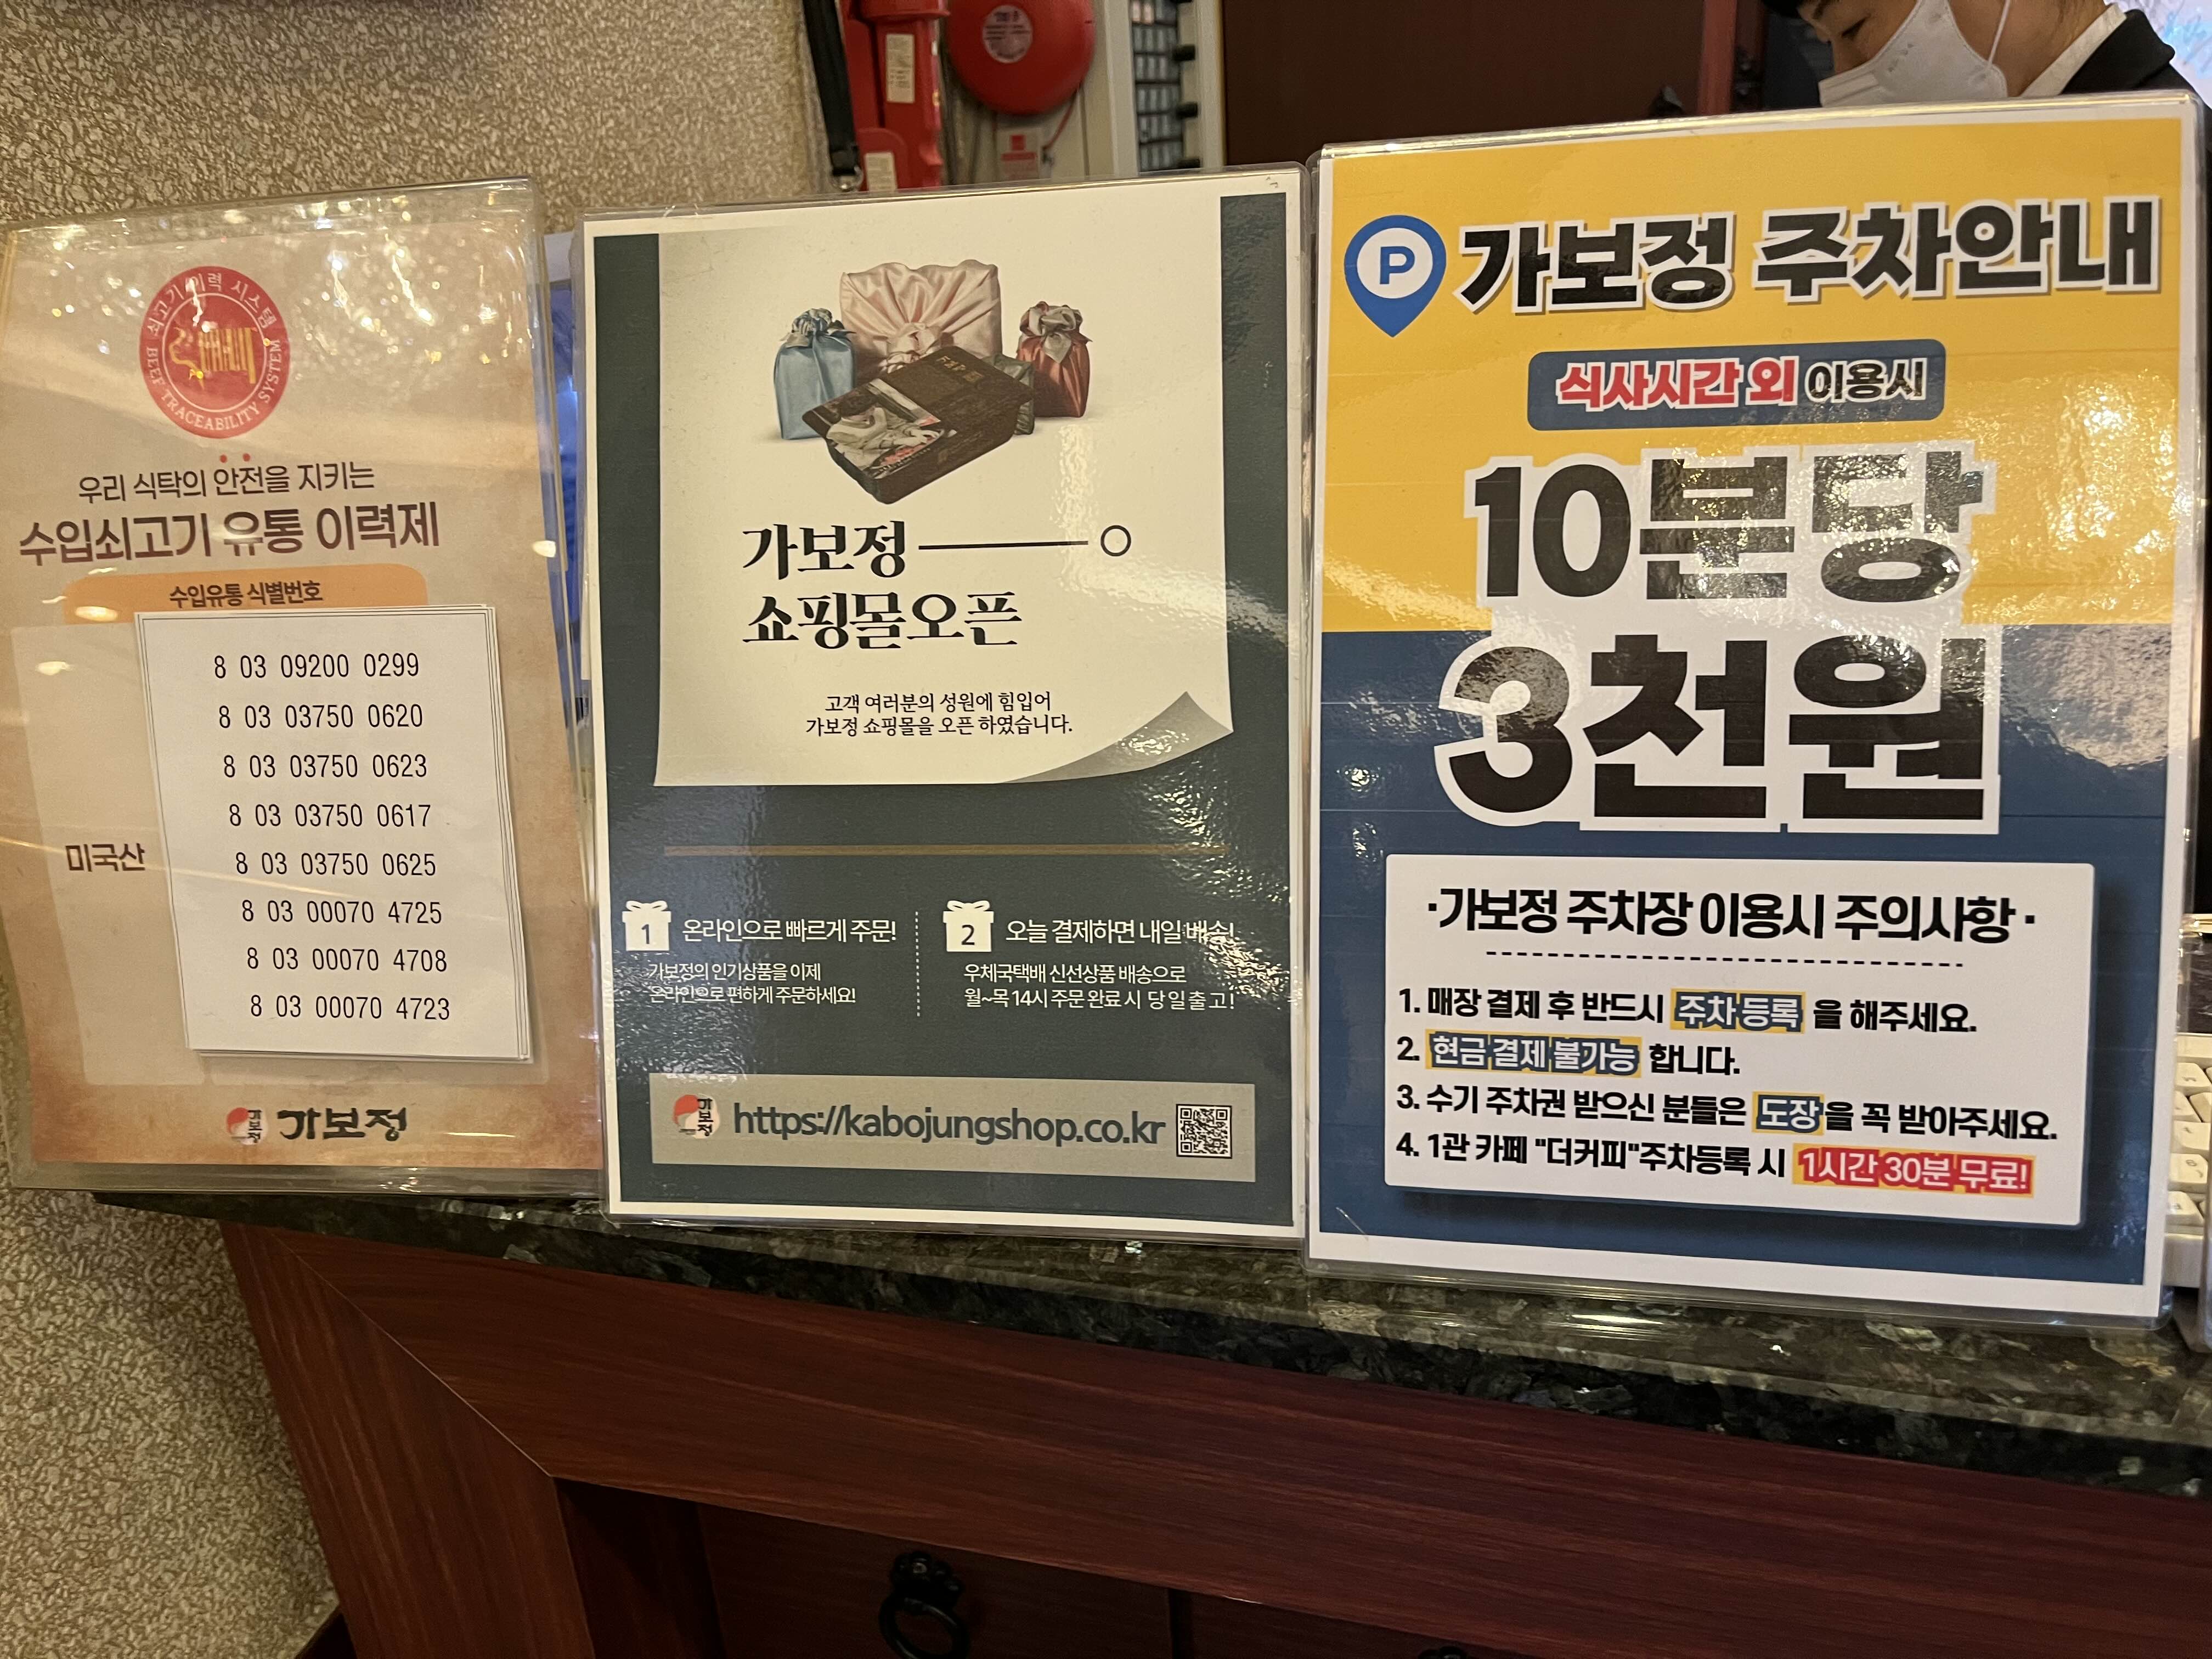 쇠고기 이력 시스템
BEEF TRACEABILITY SYSTEM
우리 식탁의 안전을 지키는
수입쇠고기 유통 이력제
수입유통 식별번호
미국산
8 03 09200 0299
8 03 03750 0620
8 03 03750 0623
8 03 03750 0617
8 03 03750 0625
8 03 00070 4725
8 03 00070 4708
8 03 00070 4723
가보정
가보정
가보정
쇼핑몰오픈
고객 여러분의 성원에 힘입어
가보정 쇼핑몰을 오픈 하였습니다.
1 온라인으로 빠르게 주문!
가보정의 인기상품을 이제
온라인으로 편하게 주문하세요!
2 오늘 결제하면 내일 배송!
우체국택배 신선상품 배송으로
월~목 14시 주문 완료 시 당일출고!
가보정
https://kabojungshop.co.kr
P 가보정 주차안내
식사시간 외 이용시
10분당
3천원
·가보정 주차장 이용시 주의사항·
1. 매장 결제 후 반드시 주차 등록 을 해주세요.
2. 현금 결제 불가능 합니다.
3. 수기 주차권 받으신 분들은 도장을 꼭 받아주세요.
4. 1관 카페 "더커피"주차등록 시 1시간 30분 무료!